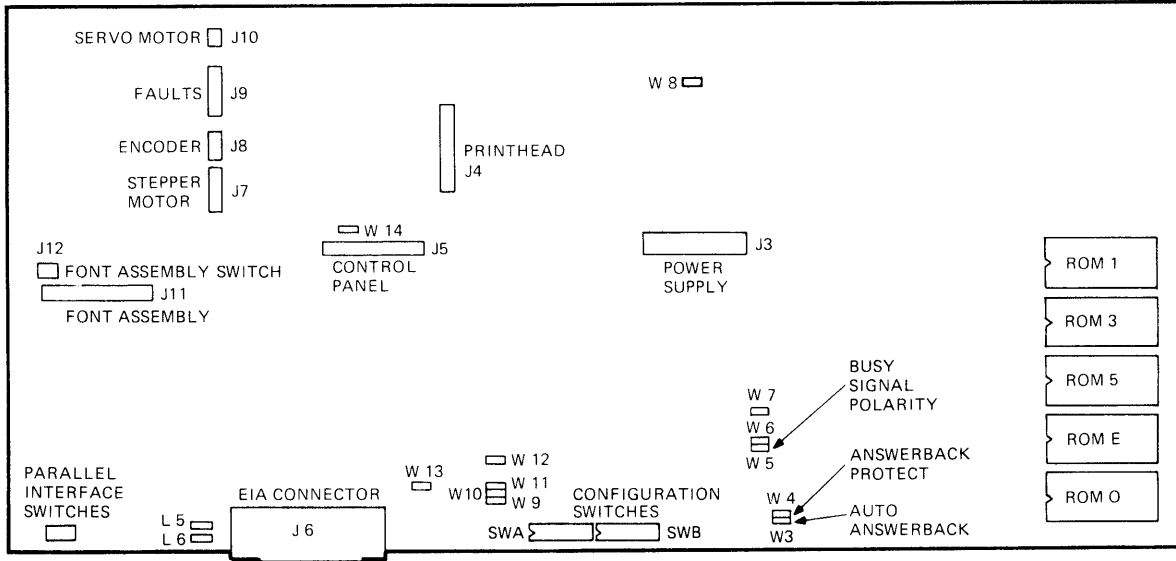 SERVO MOTOR J10
W 8
FAULTS J9
ENCODER J8
PRINTHEAD
J4
STEPPER
MOTOR
J7
W 14
J12
J5
J3
FONT ASSEMBLY SWITCH
CONTROL
PANEL
POWER
SUPPLY
J11
FONT ASSEMBLY
ROM 1
ROM 3
ROM 5
ROM E
ROM O
BUSY
SIGNAL
POLARITY
W 7
W 6
W 5
ANSWERBACK
PROTECT
W 4
AUTO
ANSWERBACK
W3
PARALLEL
INTERFACE
SWITCHES
L 5
L 6
EIA CONNECTOR
J 6
W 13
W 12
W 11
W10
W 9
CONFIGURATION
SWITCHES
SWA
SWB